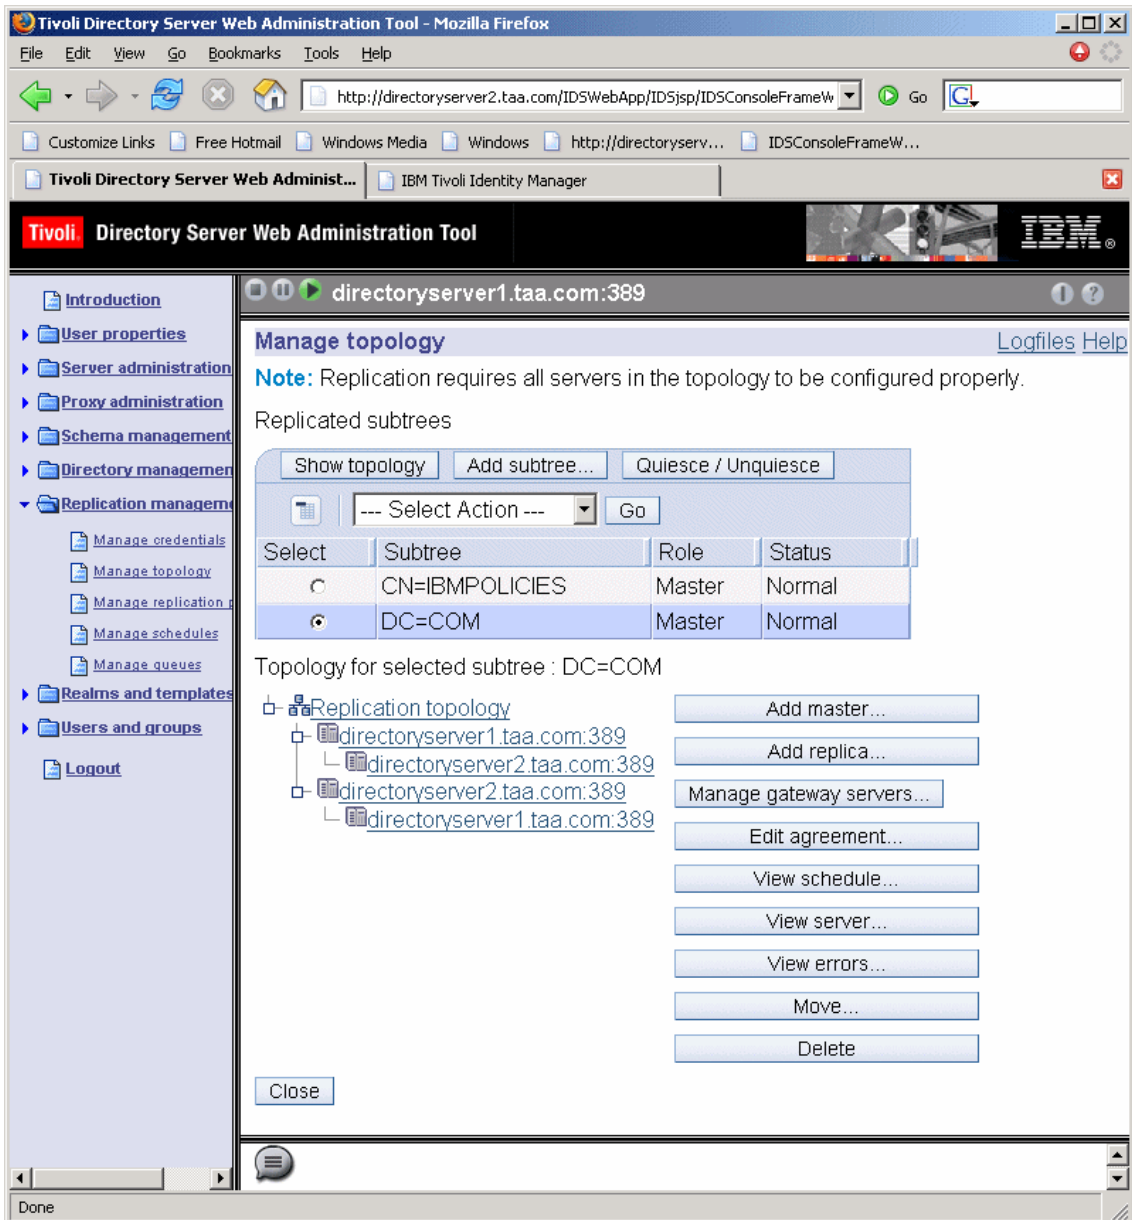 Tivoli Directory Server Web Administration Tool - Mozilla Firefox
File Edit View Go Bookmarks Tools Help
http://directoryserver2.taa.com/IDSWebApp/IDSjsp/IDSConsoleFrameW Go G
Customize Links Free Hotmail Windows Media Windows http://directoryserv... IDSConsoleFrameW...
Tivoli Directory Server Web Administ... IBM Tivoli Identity Manager
Tivoli. Directory Server Web Administration Tool IBM ®
Introduction
User properties
Server administration
Proxy administration
Schema management
Directory managemen
Replication manageme
Manage credentials
Manage topology
Manage replication p
Manage schedules
Manage queues
Realms and templates
Users and groups
Logout
directoryserver1.taa.com:389
Manage topology Logfiles Help
Note: Replication requires all servers in the topology to be configured properly.
Replicated subtrees
Show topology Add subtree... Quiesce / Unquiesce
--- Select Action --- Go
Select Subtree Role Status
CN=IBMPOLICIES Master Normal
DC=COM Master Normal
Topology for selected subtree : DC=COM
Replication topology
directoryserver1.taa.com:389
directoryserver2.taa.com:389
directoryserver2.taa.com:389
directoryserver1.taa.com:389
Add master...
Add replica...
Manage gateway servers...
Edit agreement...
View schedule...
View server...
View errors...
Move...
Delete
Close
Done